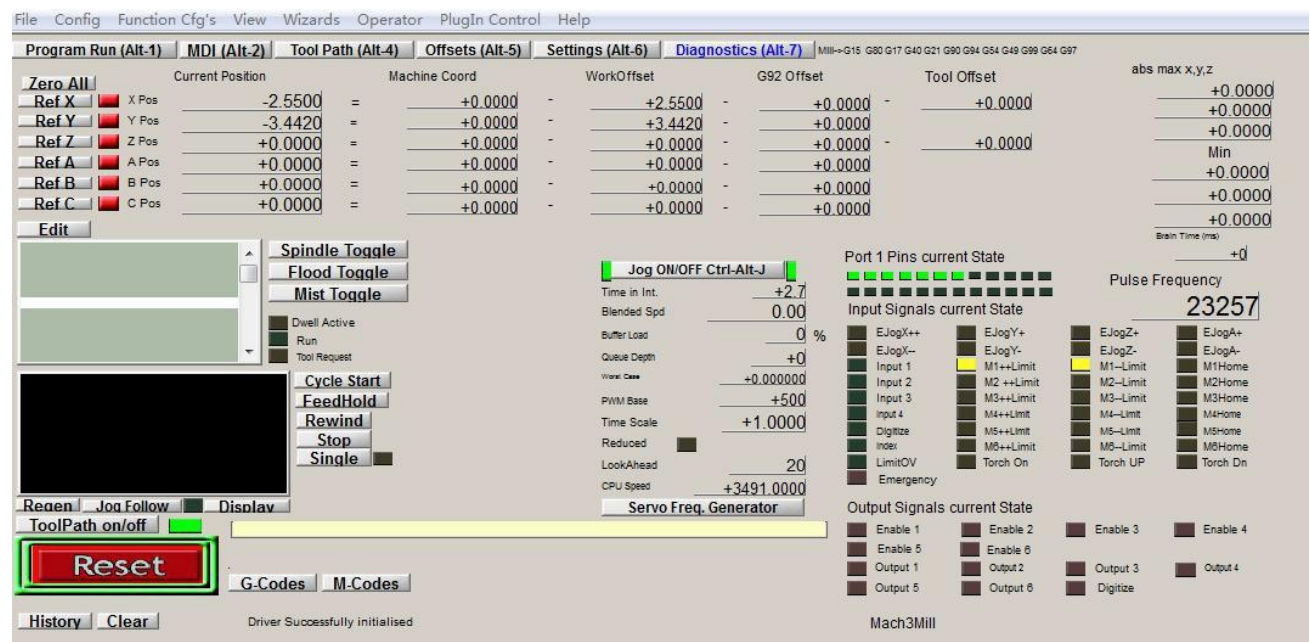 File Config Function Cfg's View Wizards Operator PlugIn Control Help
Program Run (Alt-1) MDI (Alt-2) Tool Path (Alt-4) Offsets (Alt-5) Settings (Alt-6) Diagnostics (Alt-7) Mill->G15 G80 G17 G40 G21 G90 G94 G54 G49 G99 G64 G97
Zero All Current Position Machine Coord WorkOffset G92 Offset Tool Offset abs max x,y,z
+0.0000
Ref X X Pos -2.5500 = +0.0000 - +2.5500 - +0.0000 - +0.0000
+0.0000
Ref Y Y Pos -3.4420 = +0.0000 - +3.4420 - +0.0000
+0.0000
Ref Z Z Pos +0.0000 = +0.0000 - +0.0000 - +0.0000 - +0.0000
Min
Ref A A Pos +0.0000 = +0.0000 - +0.0000 - +0.0000
+0.0000
Ref B B Pos +0.0000 = +0.0000 - +0.0000 - +0.0000
+0.0000
Ref C C Pos +0.0000 = +0.0000 - +0.0000 - +0.0000
+0.0000
Edit
Brain Time (ms)
+0
Spindle Toggle
Flood Toggle
Mist Toggle
Dwell Active
Run
Tool Request
Cycle Start
FeedHold
Rewind
Stop
Single
Regen Jog Follow Display
ToolPath on/off
Reset
G-Codes M-Codes
History Clear Driver Successfully initialised
Jog ON/OFF Ctrl-Alt-J
Time in Int. +2.7
Blended Spd 0.00
Buffer Load 0 %
Queue Depth +0
Worst Case +0.000000
PWM Base +500
Time Scale +1.0000
Reduced
LookAhead 20
CPU Speed +3491.0000
Servo Freq. Generator
Port 1 Pins current State
Pulse Frequency
23257
Input Signals current State
EJogX++ EJogY+ EJogZ+ EJogA+
EJogX-- EJogY- EJogZ- EJogA-
Input 1 M1++Limit M1--Limit M1Home
Input 2 M2 ++Limit M2--Limit M2Home
Input 3 M3++Limit M3--Limit M3Home
Input 4 M4++Limit M4--Limit M4Home
Digitize M5++Limit M5--Limit M5Home
Index M6++Limit M6--Limit M6Home
LimitOV Torch On Torch UP Torch Dn
Emergency
Output Signals current State
Enable 1 Enable 2 Enable 3 Enable 4
Enable 5 Enable 6
Output 1 Output 2 Output 3 Output 4
Output 5 Output 6 Digitize
Mach3Mill